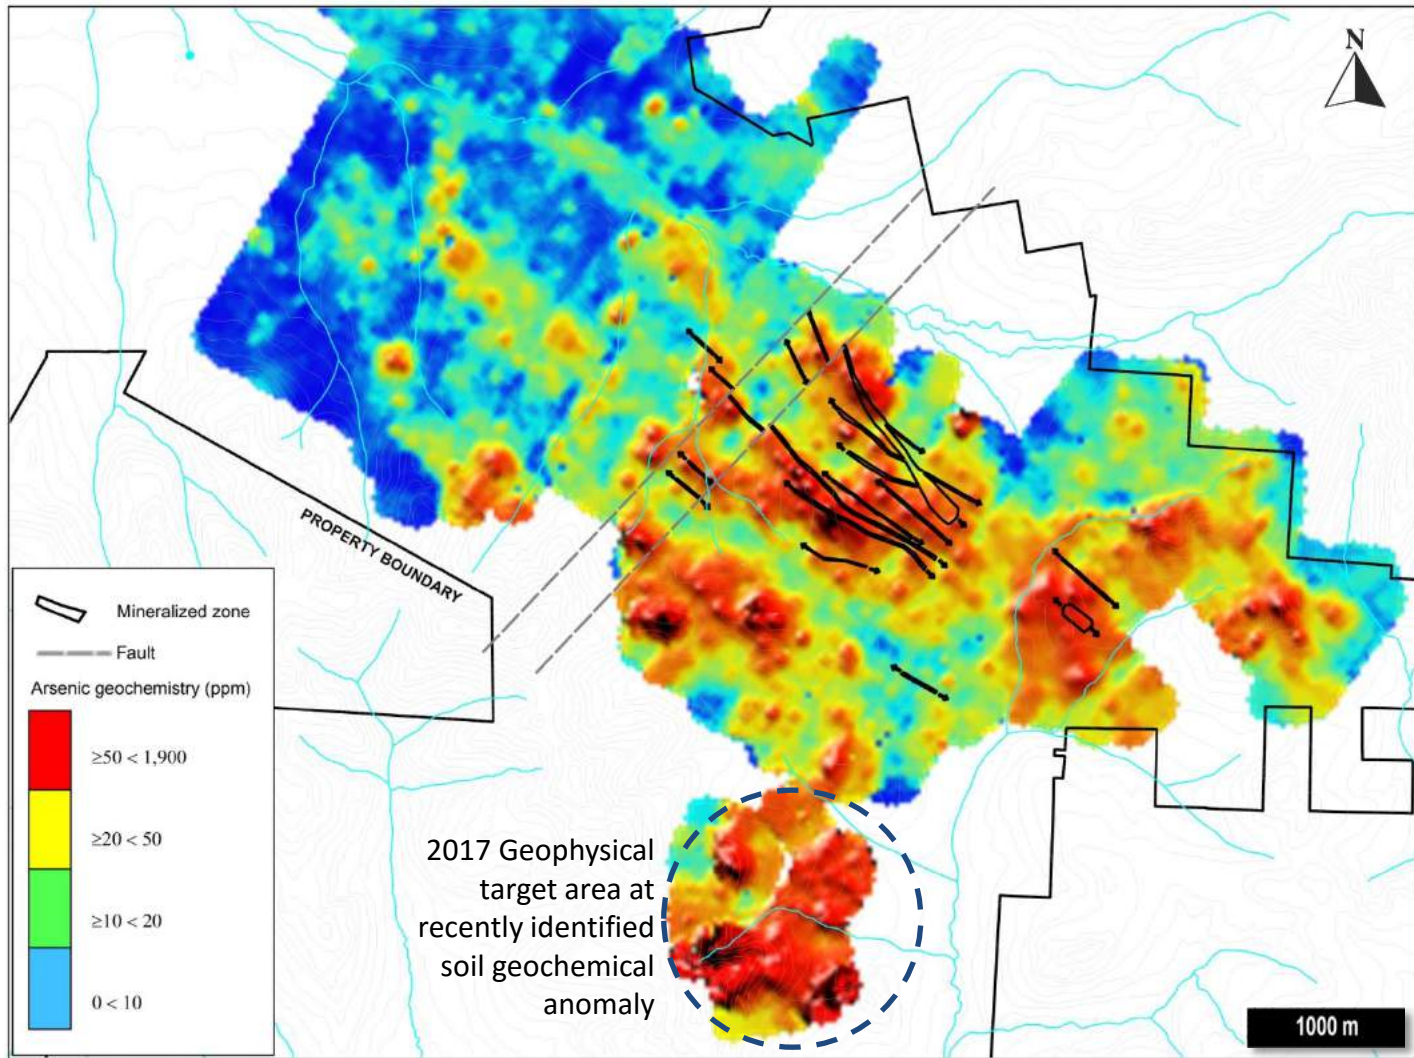 N
PROPERTY BOUNDARY
Mineralized zone
Fault
Arsenic geochemistry (ppm)
≥50 < 1,900
≥20 < 50
≥10 < 20
0 < 10
2017 Geophysical
target area at
recently identified
soil geochemical
anomaly
1000 m